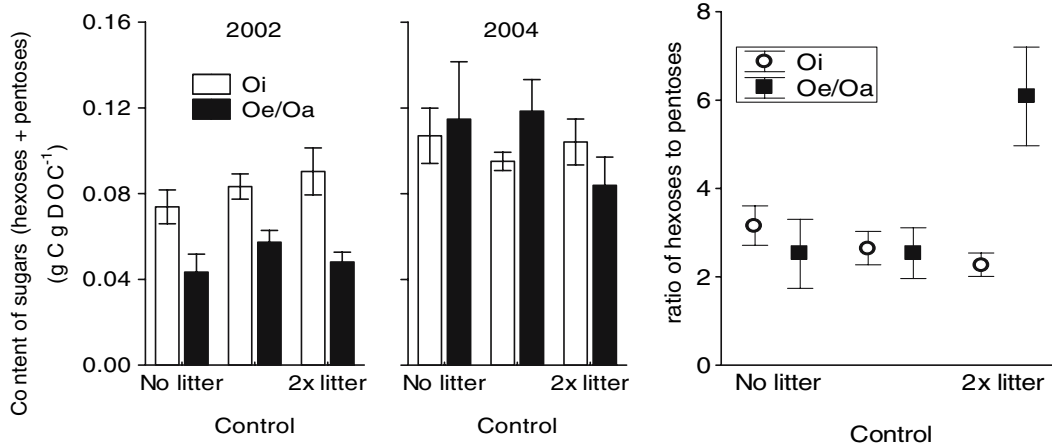 Content of sugars (hexoses + pentoses)
(g C g DOC⁻¹)
0.16
0.12
0.08
0.04
0.00
2002
Oi
Oe/Oa
No litter
2x litter
Control
2004
No litter
2x litter
Control
ratio of hexoses to pentoses
8
6
4
2
0
Oi
Oe/Oa
No litter
2x litter
Control